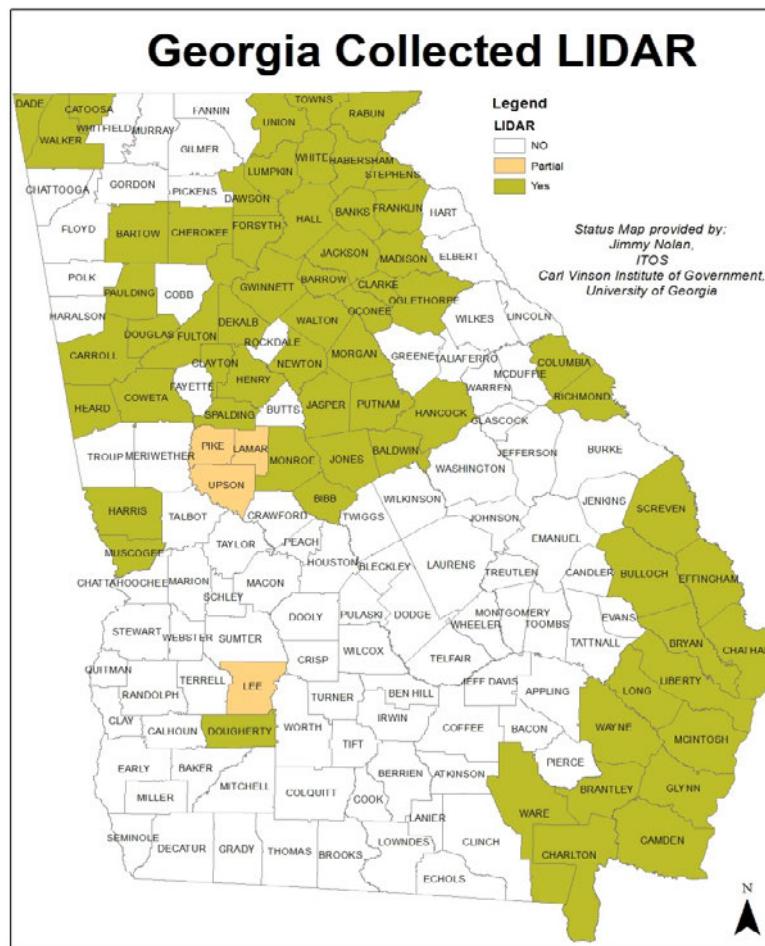 Georgia Collected LIDAR
Legend
LIDAR
NO
Partial
Yes
Status Map provided by:
Jimmy Nolan,
ITOS
Carl Vinson Institute of Government,
University of Georgia
DADE
CATOOSA
WALKER
WHITFIELD
MURRAY
FANNIN
GILMER
UNION
TOWNS
RABUN
WHITE
HABERSHAM
LUMPKIN
STEPHENS
CHATTOOGA
GORDON
PICKENS
DAWSON
HALL
BANKS
FRANKLIN
HART
FLOYD
BARTOW
CHEROKEE
FORSYTH
JACKSON
MADISON
ELBERT
POLK
PAULDING
COBB
GWINNETT
BARROW
CLARKE
OGLETHORPE
OCONEE
HARALSON
DOUGLAS
FULTON
DEKALB
WALTON
WILKES
LINCOLN
ROCKDALE
CARROLL
CLAYTON
NEWTON
MORGAN
GREENE
TALIAFERRO
COLUMBIA
MCDUFFIE
HEARD
COWETA
FAYETTE
HENRY
WARREN
RICHMOND
SPALDING
BUTTS
JASPER
PUTNAM
HANCOCK
GLASCOCK
TROUP
MERIWETHER
PIKE
LAMAR
MONROE
JONES
BALDWIN
WASHINGTON
JEFFERSON
BURKE
UPSON
BIBB
WILKINSON
HARRIS
TALBOT
CRAWFORD
TWIGGS
JOHNSON
JENKINS
SCREVEN
MUSCOGEE
TAYLOR
PEACH
HOUSTON
BLECKLEY
LAURENS
EMANUEL
CHATTAHOOCHEE
MARION
MACON
TREUTLEN
CANDLER
BULLOCH
EFFINGHAM
SCHLEY
DOOLY
PULASKI
DODGE
MONTGOMERY
WHEELER
TOOMBS
EVANS
STEWART
WEBSTER
SUMTER
CRISP
WILCOX
TELFAIR
TATTNALL
BRYAN
CHATHAM
QUITMAN
TERRELL
LEE
RANDOLPH
TURNER
BEN HILL
JEFF DAVIS
APPLING
LONG
LIBERTY
CLAY
CALHOUN
DOUGHERTY
WORTH
IRWIN
COFFEE
BACON
WAYNE
MCINTOSH
TIFT
PIERCE
EARLY
BAKER
MITCHELL
BERRIEN
ATKINSON
BRANTLEY
GLYNN
MILLER
COLQUITT
COOK
WARE
LANIER
SEMINOLE
DECATUR
GRADY
THOMAS
BROOKS
LOWNDES
CLINCH
CHARLTON
CAMDEN
ECHOLS
N